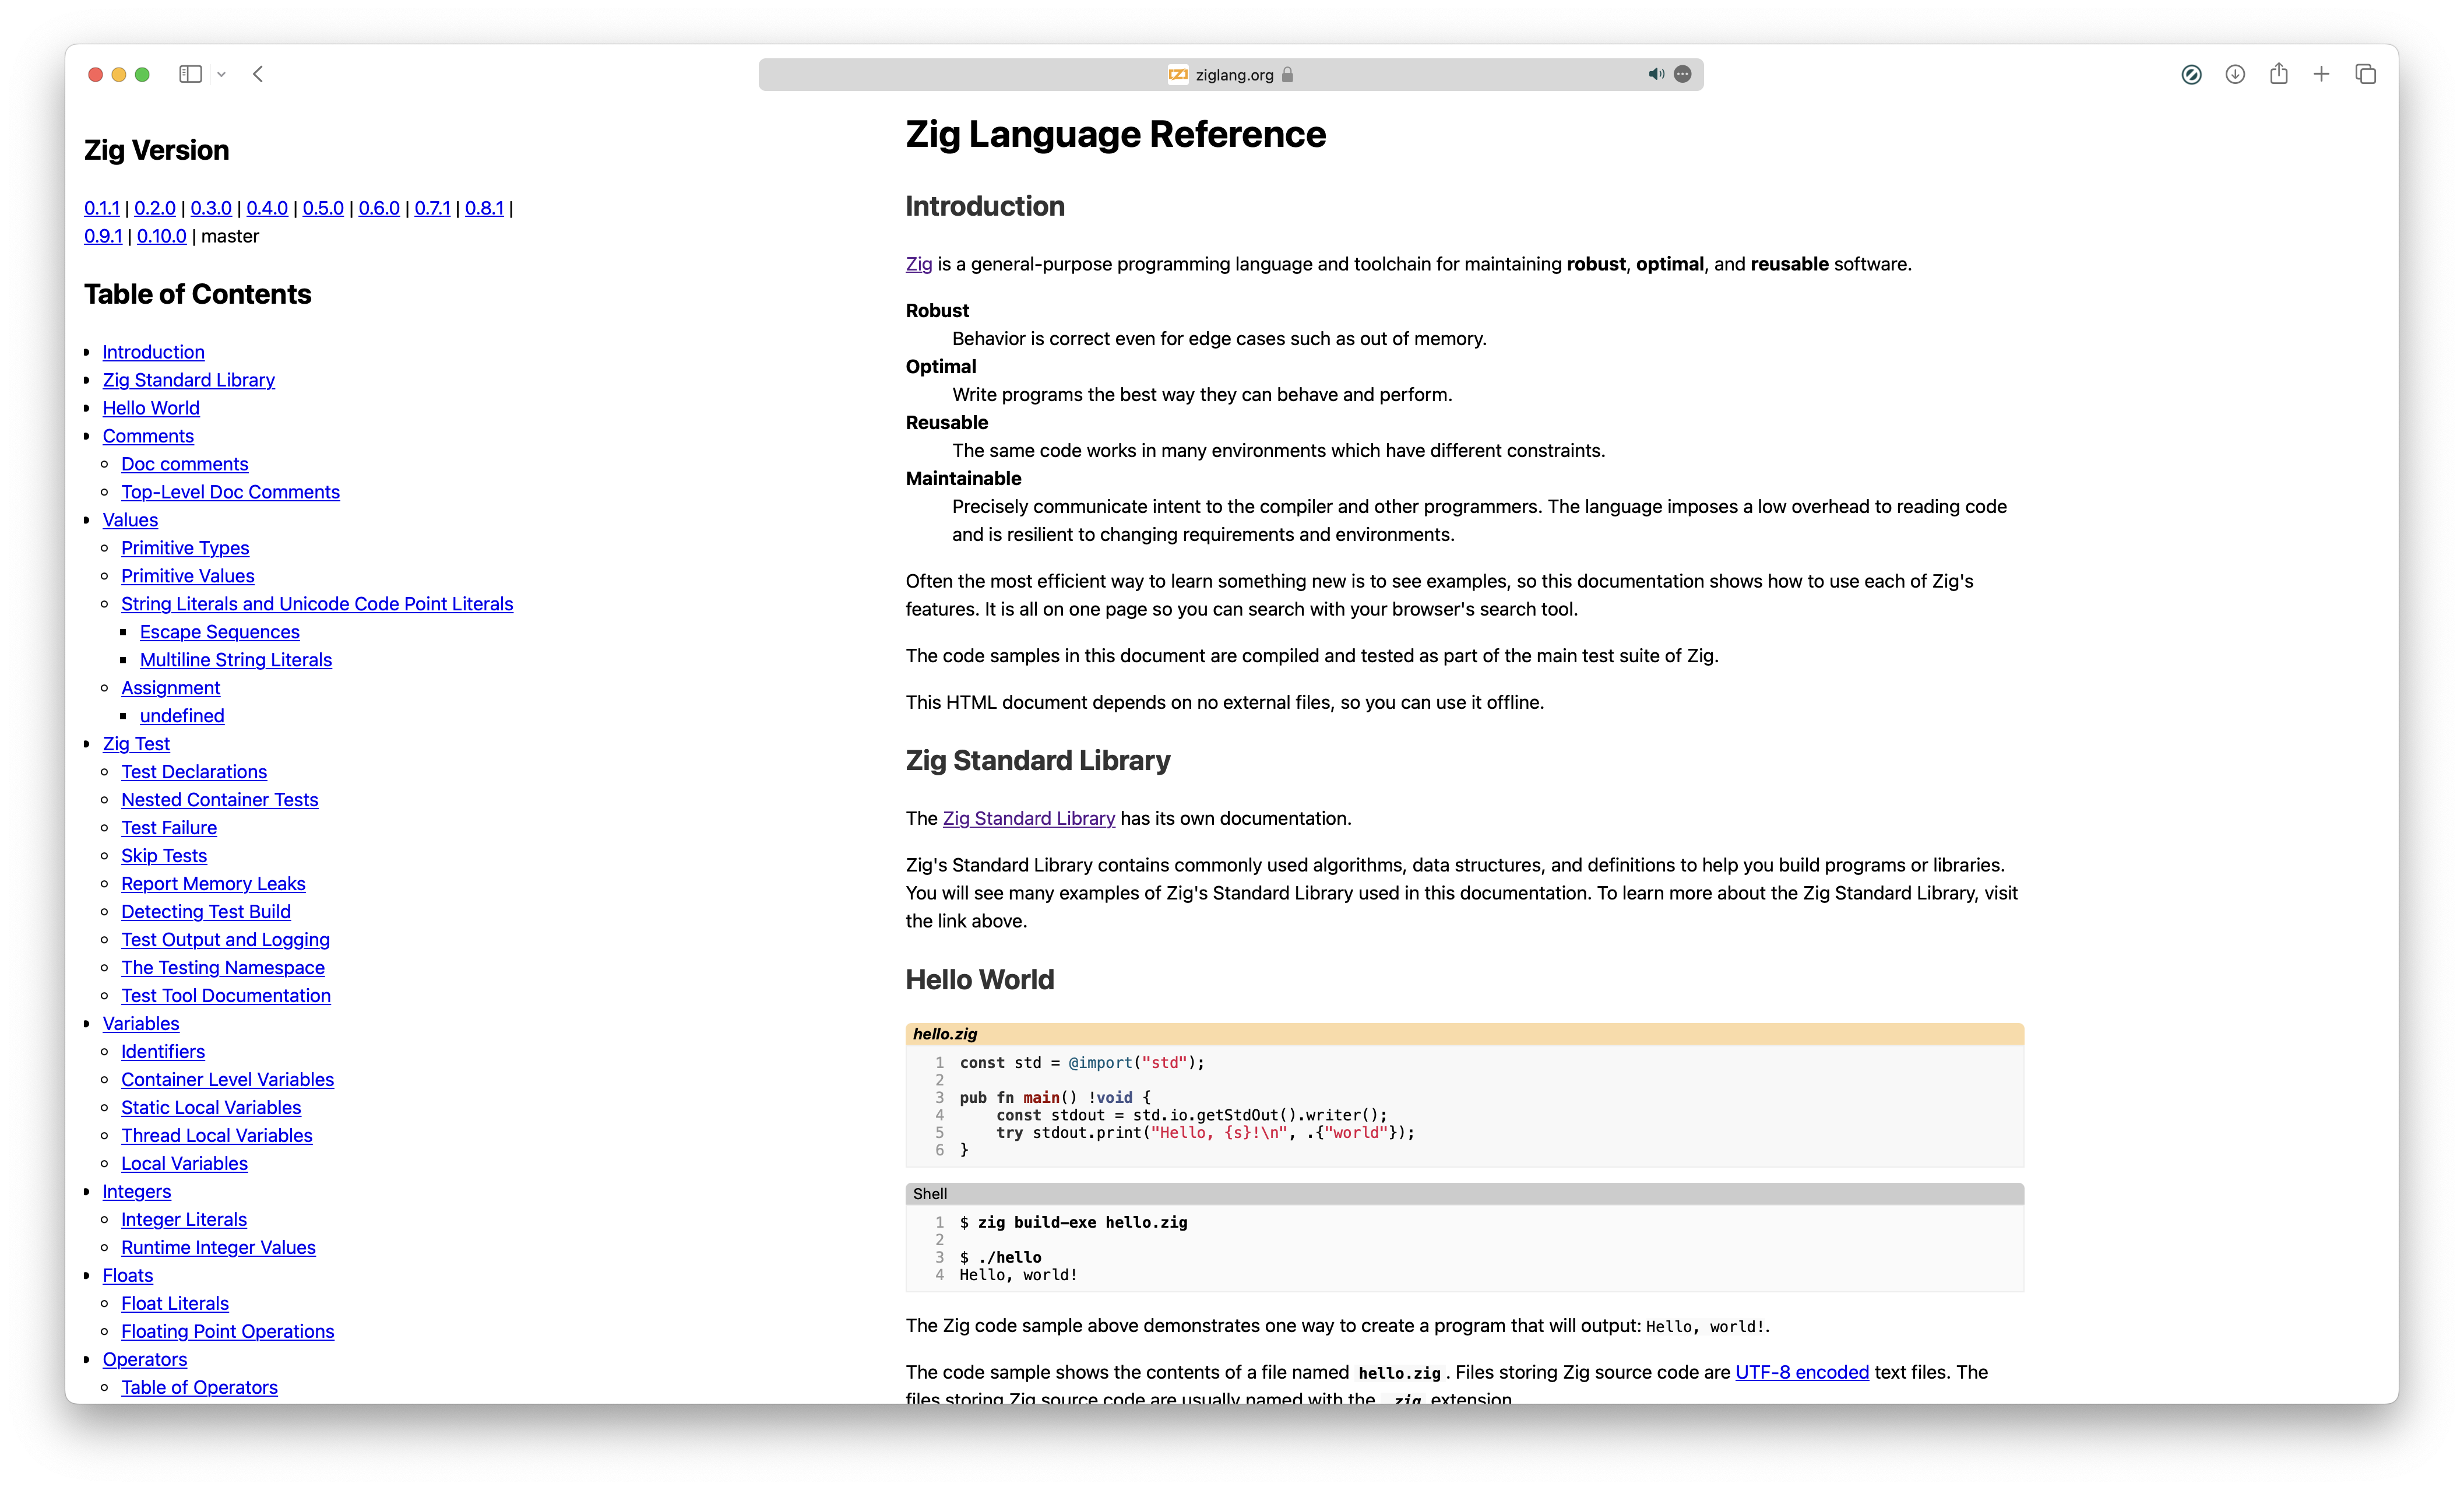 ziglang.org
Zig Version
0.1.1 | 0.2.0 | 0.3.0 | 0.4.0 | 0.5.0 | 0.6.0 | 0.7.1 | 0.8.1 |
0.9.1 | 0.10.0 | master
Table of Contents
Introduction
Zig Standard Library
Hello World
Comments
Doc comments
Top-Level Doc Comments
Values
Primitive Types
Primitive Values
String Literals and Unicode Code Point Literals
Escape Sequences
Multiline String Literals
Assignment
undefined
Zig Test
Test Declarations
Nested Container Tests
Test Failure
Skip Tests
Report Memory Leaks
Detecting Test Build
Test Output and Logging
The Testing Namespace
Test Tool Documentation
Variables
Identifiers
Container Level Variables
Static Local Variables
Thread Local Variables
Local Variables
Integers
Integer Literals
Runtime Integer Values
Floats
Float Literals
Floating Point Operations
Operators
Table of Operators
Zig Language Reference
Introduction
Zig is a general-purpose programming language and toolchain for maintaining robust, optimal, and reusable software.
Robust
Behavior is correct even for edge cases such as out of memory.
Optimal
Write programs the best way they can behave and perform.
Reusable
The same code works in many environments which have different constraints.
Maintainable
Precisely communicate intent to the compiler and other programmers. The language imposes a low overhead to reading code
and is resilient to changing requirements and environments.
Often the most efficient way to learn something new is to see examples, so this documentation shows how to use each of Zig's
features. It is all on one page so you can search with your browser's search tool.
The code samples in this document are compiled and tested as part of the main test suite of Zig.
This HTML document depends on no external files, so you can use it offline.
Zig Standard Library
The Zig Standard Library has its own documentation.
Zig's Standard Library contains commonly used algorithms, data structures, and definitions to help you build programs or libraries.
You will see many examples of Zig's Standard Library used in this documentation. To learn more about the Zig Standard Library, visit
the link above.
Hello World
hello.zig
1 const std = @import("std");
2
3 pub fn main() !void {
4     const stdout = std.io.getStdOut().writer();
5     try stdout.print("Hello, {s}!\n", .{"world"});
6 }
Shell
1 $ zig build-exe hello.zig
2
3 $ ./hello
4 Hello, world!
The Zig code sample above demonstrates one way to create a program that will output: Hello, world!.
The code sample shows the contents of a file named hello.zig. Files storing Zig source code are UTF-8 encoded text files. The
files storing Zig source code are usually named with the .zig extension.